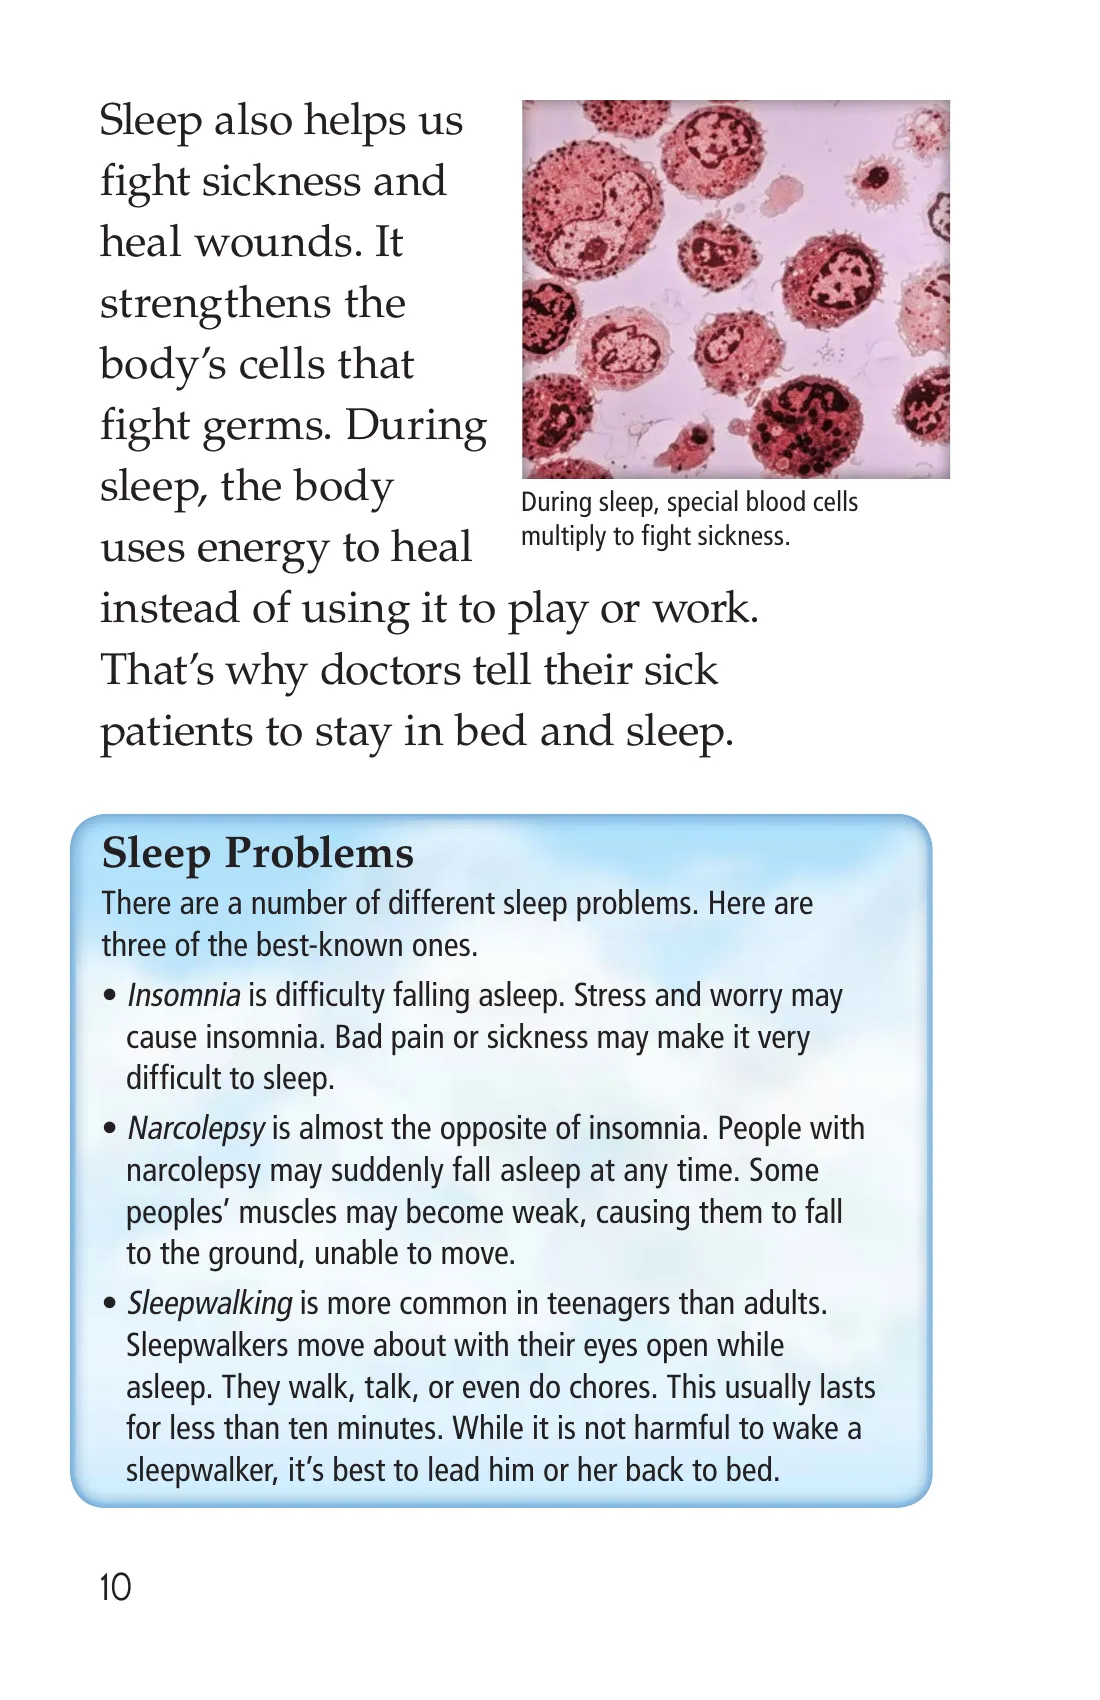 Sleep also helps us
fight sickness and
heal wounds. It
strengthens the
body’s cells that
fight germs. During
sleep, the body
uses energy to heal
instead of using it to play or work.
That’s why doctors tell their sick
patients to stay in bed and sleep.
During sleep, special blood cells
multiply to fight sickness.
Sleep Problems
There are a number of different sleep problems. Here are
three of the best-known ones.
• Insomnia is difficulty falling asleep. Stress and worry may
cause insomnia. Bad pain or sickness may make it very
difficult to sleep.
• Narcolepsy is almost the opposite of insomnia. People with
narcolepsy may suddenly fall asleep at any time. Some
peoples’ muscles may become weak, causing them to fall
to the ground, unable to move.
• Sleepwalking is more common in teenagers than adults.
Sleepwalkers move about with their eyes open while
asleep. They walk, talk, or even do chores. This usually lasts
for less than ten minutes. While it is not harmful to wake a
sleepwalker, it’s best to lead him or her back to bed.
10